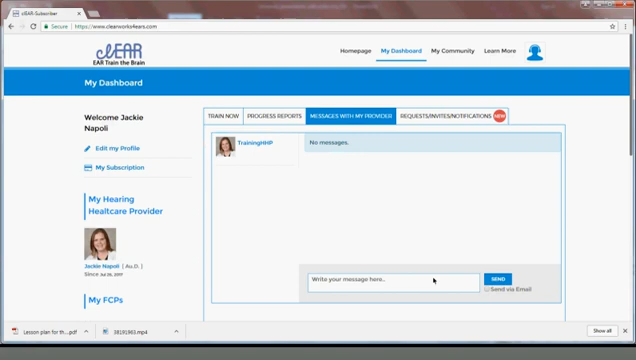 clEAR-Subscriber
Secure
https://www.clearworks4ears.com
clEAR
EAR Train the Brain
Homepage
My Dashboard
My Community
Learn More
My Dashboard
Welcome Jackie
Napoli
Edit my Profile
My Subscription
My Hearing
Healthcare Provider
Jackie Napoli [ Au.D. ]
My FCPs
TRAIN NOW
PROGRESS REPORTS
MESSAGES WITH MY PROVIDER
REQUESTS/INVITES/NOTIFICATIONS
NEW
TrainingHHP
No messages.
Write your message here..
SEND
Send via Email
Lesson plan for th....pdf
38191983.mp4
Show all